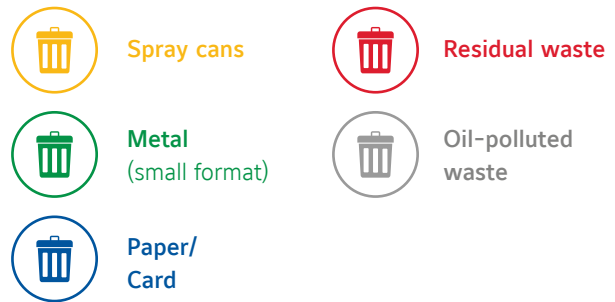 Spray cans
Residual waste
Metal
(small format)
Oil-polluted
waste
Paper/
Card